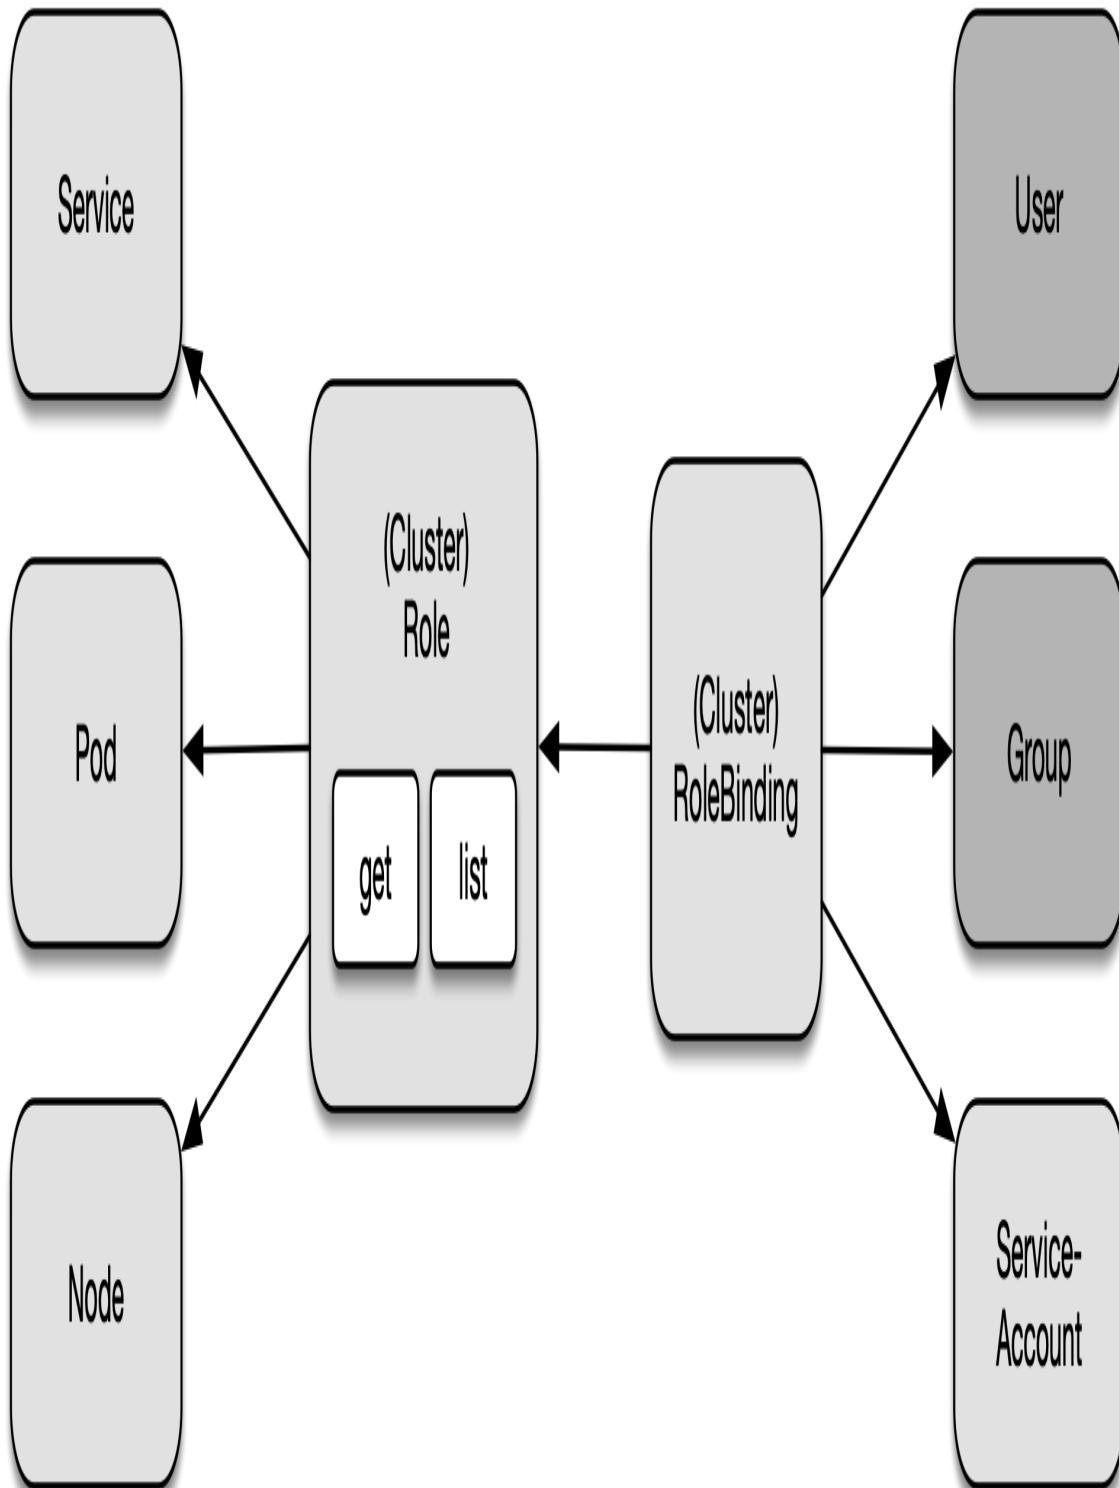 Service
User
(Cluster)
Role
Pod
get
list
(Cluster)
RoleBinding
Group
Node
Service-
Account